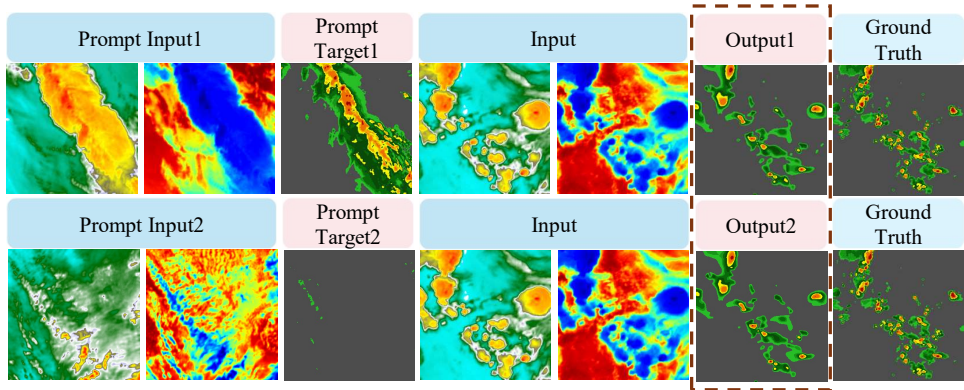 Prompt Input1
Prompt
Target1
Input
Output1
Ground
Truth
Prompt Input2
Prompt
Target2
Input
Output2
Ground
Truth